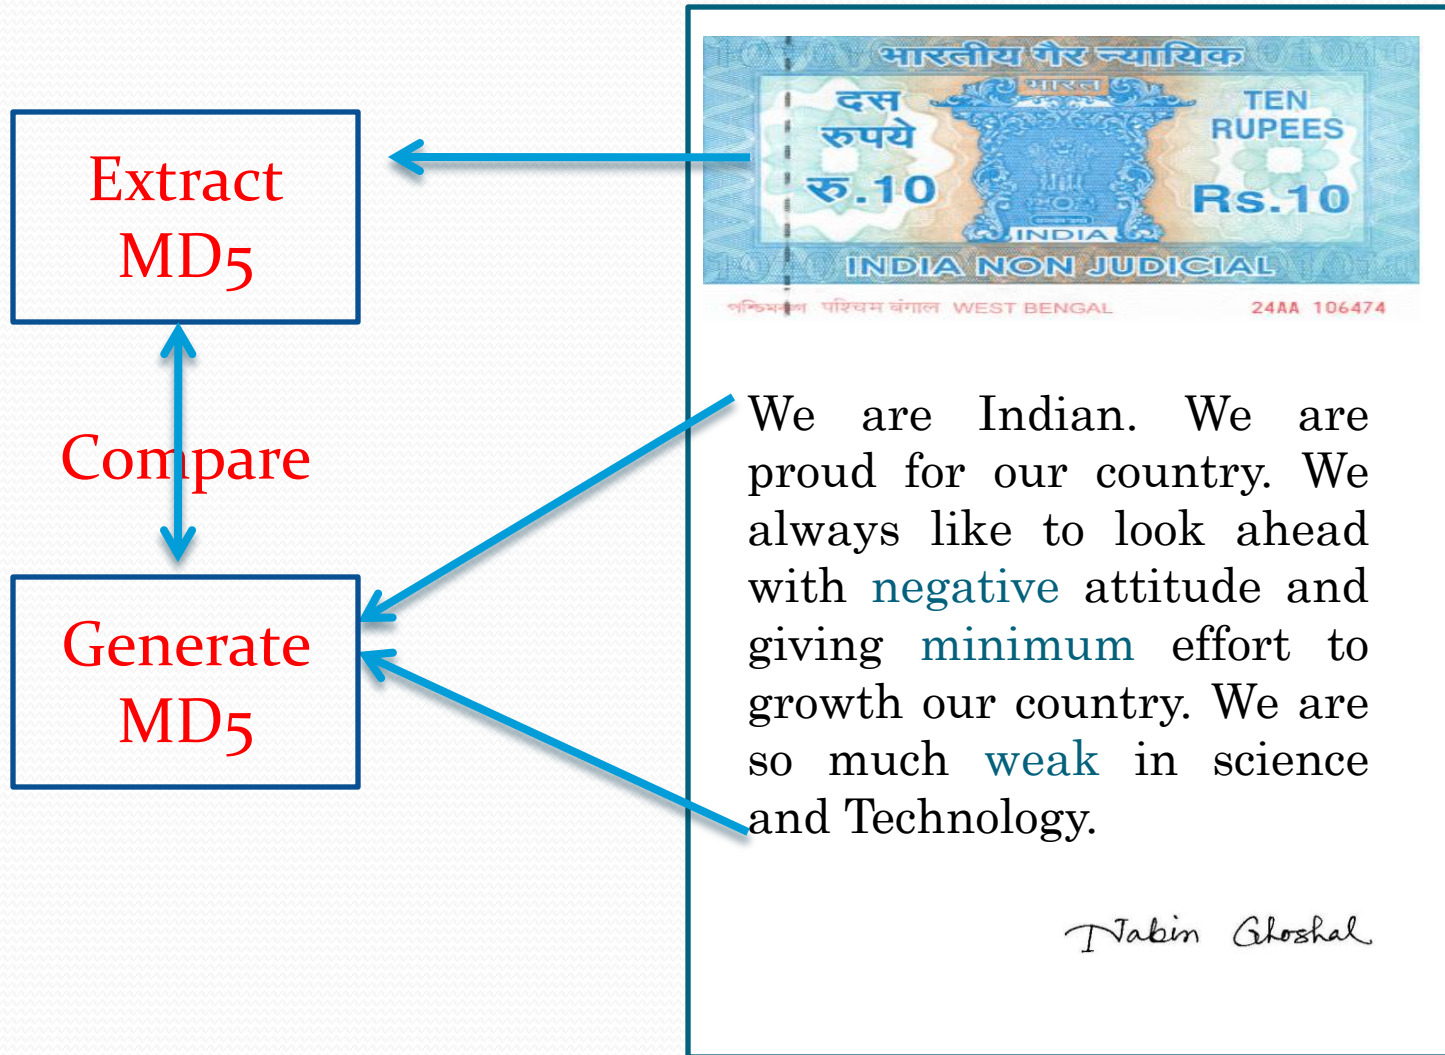 Extract
MD5
Compare
Generate
MD5
भारतीय गैर न्यायिक
भारत
दस
रुपये
रु.10
TEN
RUPEES
Rs.10
INDIA
INDIA NON JUDICIAL
पश्चिम बंगाल WEST BENGAL
24AA 106474
We are Indian. We are
proud for our country. We
always like to look ahead
with negative attitude and
giving minimum effort to
growth our country. We are
so much weak in science
and Technology.
Nabin Ghoshal